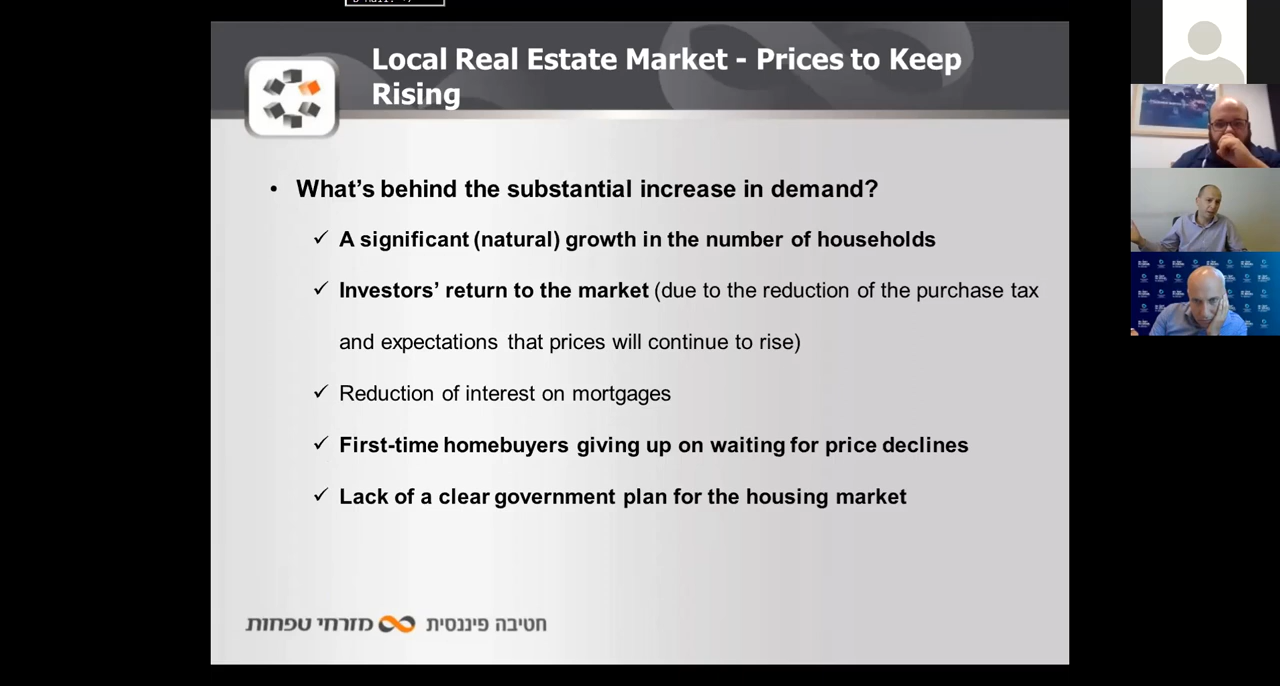 Local Real Estate Market - Prices to Keep
Rising
• What’s behind the substantial increase in demand?
✓ A significant (natural) growth in the number of households
✓ Investors’ return to the market (due to the reduction of the purchase tax
and expectations that prices will continue to rise)
✓ Reduction of interest on mortgages
✓ First-time homebuyers giving up on waiting for price declines
✓ Lack of a clear government plan for the housing market
חטיבה פיננסית מזרחי טפחות